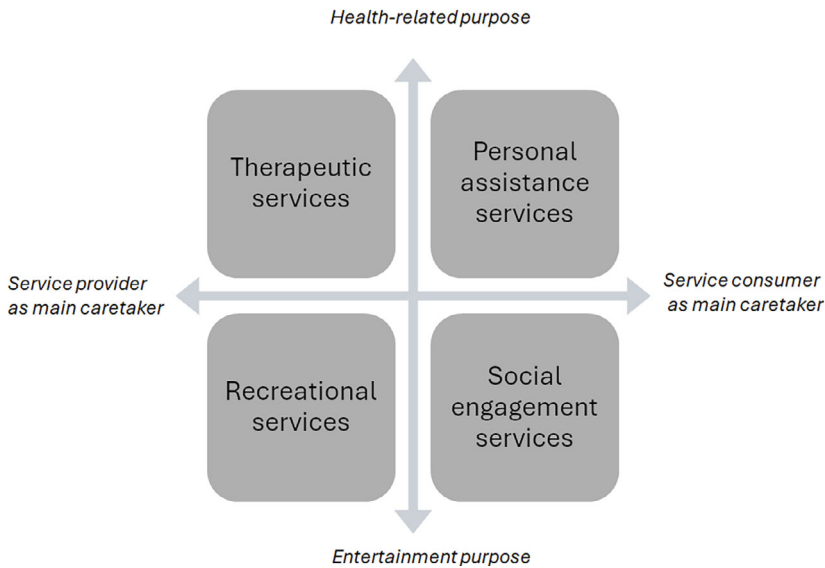 Health-related purpose
Therapeutic
services
Personal
assistance
services
Service provider
as main caretaker
Service consumer
as main caretaker
Recreational
services
Social
engagement
services
Entertainment purpose